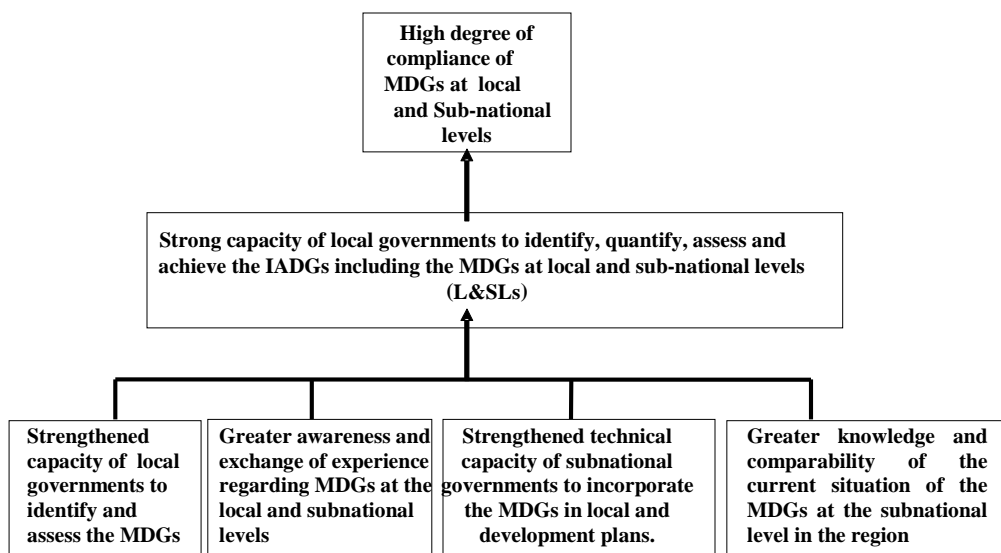 High degree of
compliance of
MDGs at local
and Sub-national
levels
Strong capacity of local governments to identify, quantify, assess and
achieve the IADGs including the MDGs at local and sub-national levels
(L&SLs)
Strengthened
capacity of local
governments to
identify and
assess the MDGs
Greater awareness and
exchange of experience
regarding MDGs at the
local and subnational
levels
Strengthened technical
capacity of subnational
governments to incorporate
the MDGs in local and
development plans.
Greater knowledge and
comparability of the
current situation of the
MDGs at the subnational
level in the region